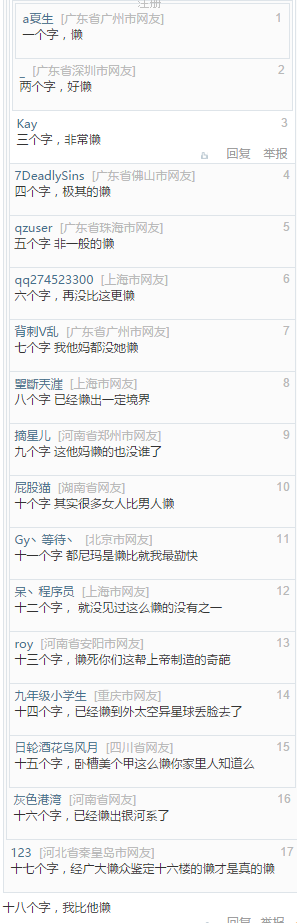 注册
a夏生 [广东省广州市网友] 1
一个字，懒
_ [广东省深圳市网友] 2
两个字，好懒
Kay 3
三个字，非常懒
回复 举报
7DeadlySins [广东省佛山市网友] 4
四个字，极其的懒
qzuser [广东省珠海市网友] 5
五个字 非一般的懒
qq274523300 [上海市网友] 6
六个字，再没比这更懒
背刺V乱 [广东省广州市网友] 7
七个字 我他妈都没她懒
朢斷兲涯 [上海市网友] 8
八个字 已经懒出一定境界
摘星儿 [河南省郑州市网友] 9
九个字 这他妈懒的也没谁了
屁股猫 [湖南省网友] 10
十个字 其实很多女人比男人懒
Gy丶等待丶 [北京市网友] 11
十一个字 都尼玛是懒比就我最勤快
呆丶程序员 [上海市网友] 12
十二个字， 就没见过这么懒的没有之一
roy [河南省安阳市网友] 13
十三个字，懒死你们这帮上帝制造的奇葩
九年级小学生 [重庆市网友] 14
十四个字，已经懒到外太空异星球丢脸去了
日轮酒花鸟风月 [四川省网友] 15
十五个字，卧槽美个甲这么懒你家里人知道么
灰色港湾 [河南省网友] 16
十六个字，已经懒出银河系了
123 [河北省秦皇岛市网友] 17
十七个字，经广大懒众鉴定十六楼的懒才是真的懒
十八个字，我比他懒
回复 举报